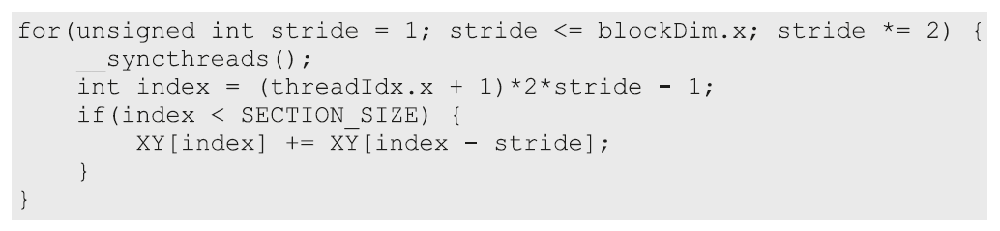 for(unsigned int stride = 1; stride <= blockDim.x; stride *= 2) {
    __syncthreads();
    int index = (threadIdx.x + 1)*2*stride - 1;
    if(index < SECTION_SIZE) {
        XY[index] += XY[index - stride];
    }
}